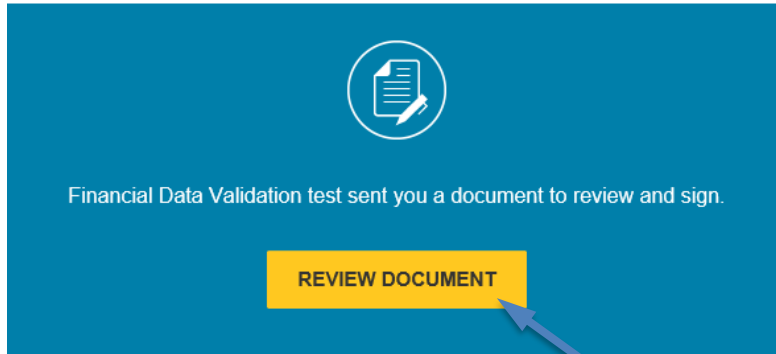 Financial Data Validation test sent you a document to review and sign.
REVIEW DOCUMENT